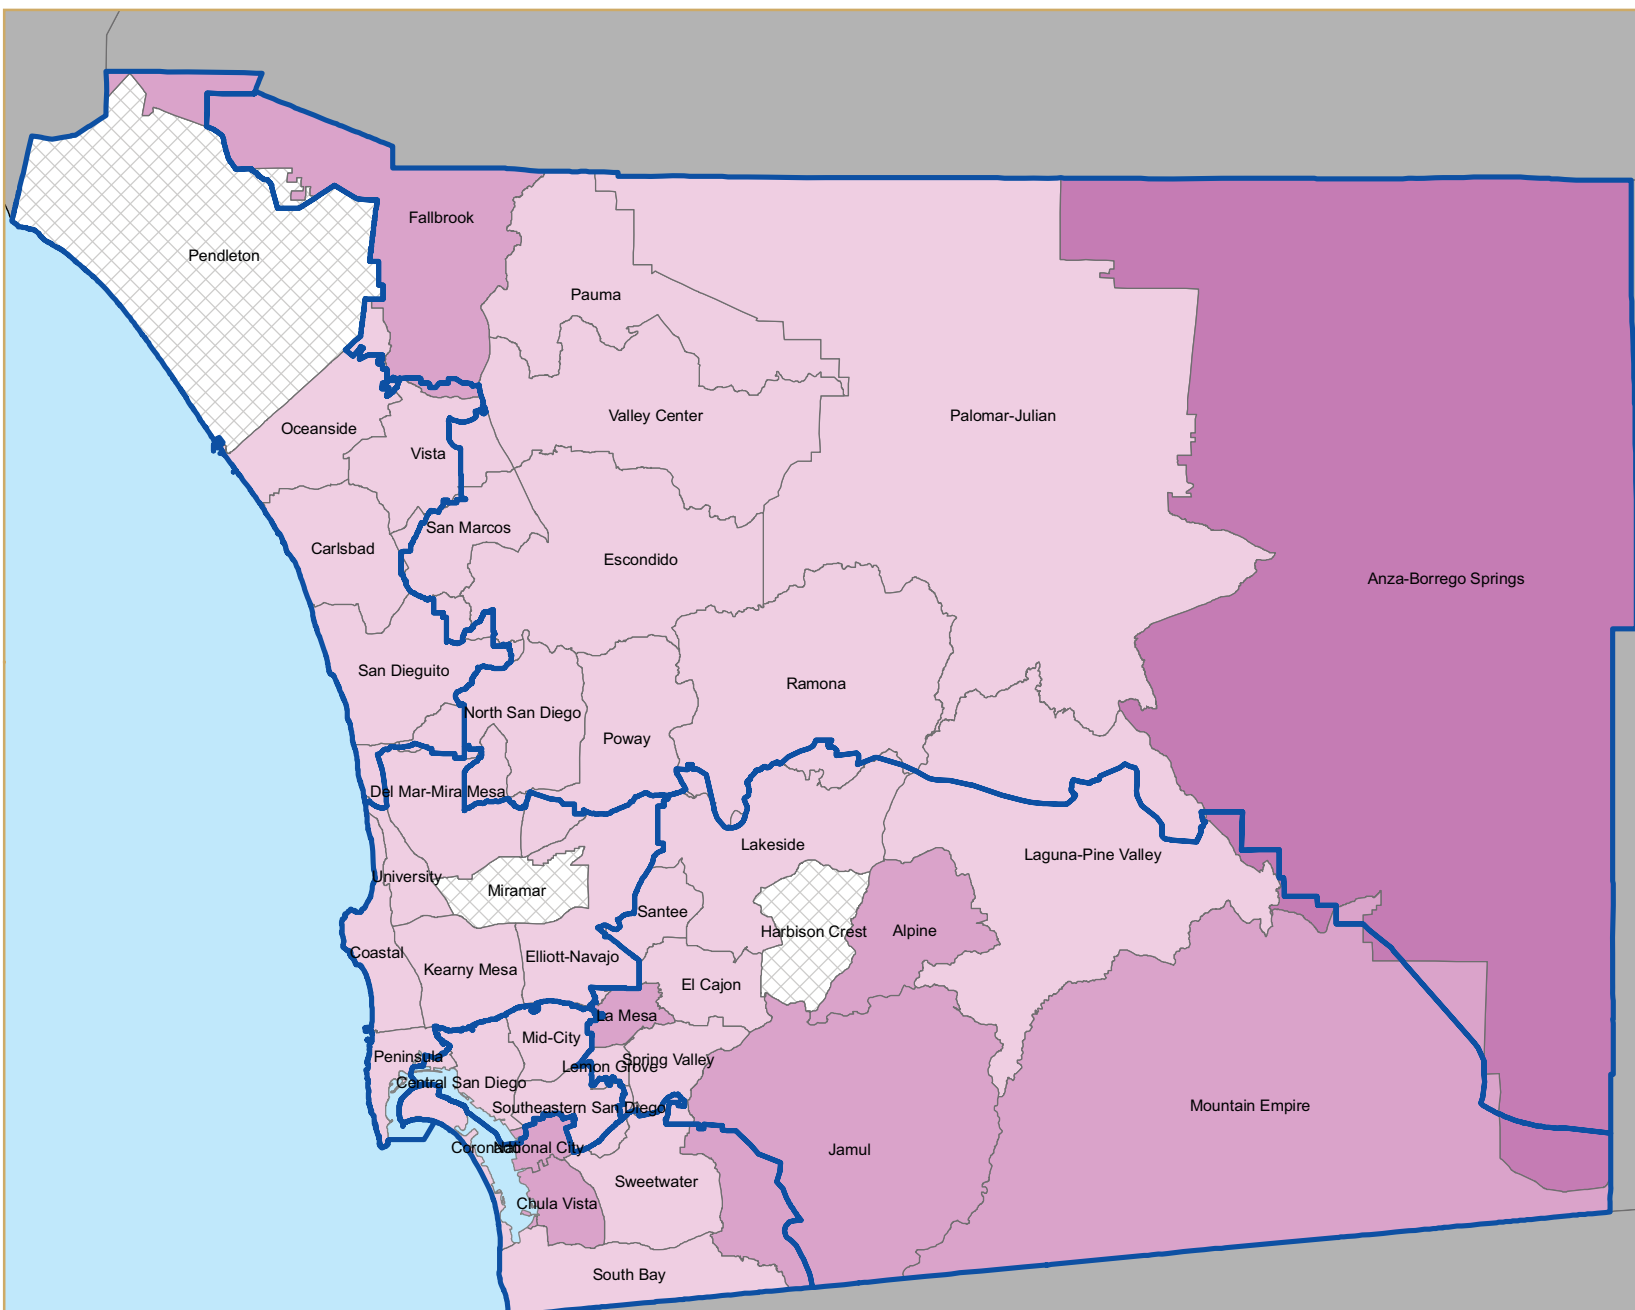 Fallbrook
Pendleton
Pauma
Valley Center
Palomar-Julian
Oceanside
Vista
San Marcos
Carlsbad
Escondido
Anza-Borrego Springs
San Dieguito
Ramona
North San Diego
Poway
Del Mar-Mira Mesa
Lakeside
Laguna-Pine Valley
University
Miramar
Santee
Harbison Crest
Alpine
Coastal
Elliott-Navajo
Kearny Mesa
El Cajon
La Mesa
Mid-City
Peninsula
Spring Valley
Lemon Grove
Central San Diego
Southeastern San Diego
Mountain Empire
Coronado
National City
Jamul
Sweetwater
Chula Vista
South Bay